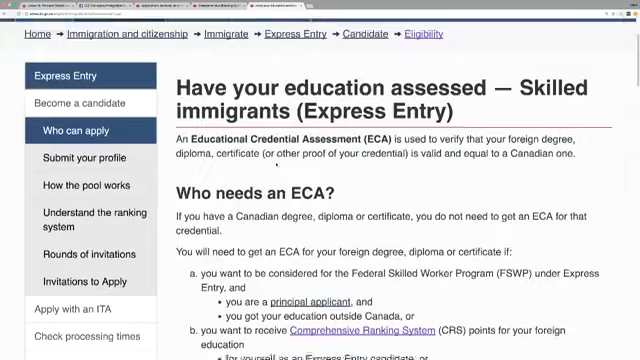 Home → Immigration and citizenship → Immigrate → Express Entry → Candidate → Eligibility
Express Entry
Become a candidate
Who can apply
Submit your profile
How the pool works
Understand the ranking
system
Rounds of invitations
Invitations to Apply
Apply with an ITA
Check processing times
Have your education assessed — Skilled
immigrants (Express Entry)
An Educational Credential Assessment (ECA) is used to verify that your foreign degree,
diploma, certificate (or other proof of your credential) is valid and equal to a Canadian one.
Who needs an ECA?
If you have a Canadian degree, diploma or certificate, you do not need to get an ECA for that
credential.
You will need to get an ECA for your foreign degree, diploma or certificate if:
a. you want to be considered for the Federal Skilled Worker Program (FSWP) under Express
Entry, and
• you are a principal applicant, and
• you got your education outside Canada, or
b. you want to receive Comprehensive Ranking System (CRS) points for your foreign
education
• for yourself as an Express Entry candidate, or